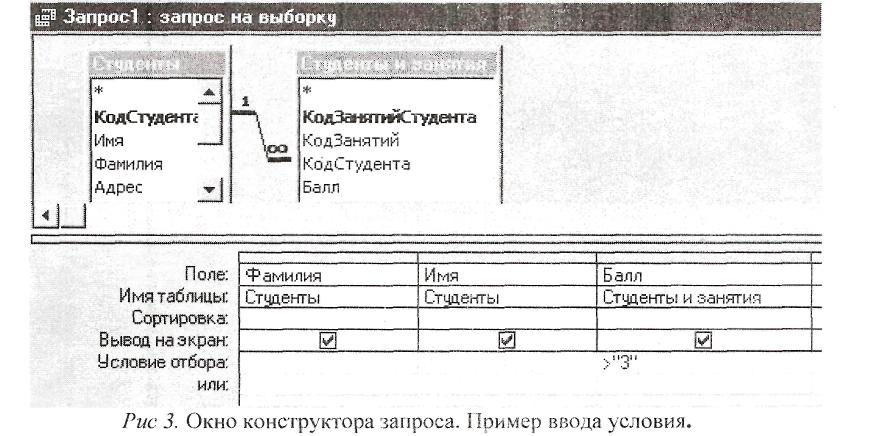 Запрос1 : запрос на выборку
Студенты
*
КодСтудента
Имя
Фамилия
Адрес
1
∞
Студенты и занятия
*
КодЗанятийСтудента
КодЗанятий
КодСтудента
Балл
Поле: Фамилия Имя Балл
Имя таблицы: Студенты Студенты Студенты и занятия
Сортировка:
Вывод на экран:
Условие отбора: >"3"
или:
Рис 3. Окно конструктора запроса. Пример ввода условия.